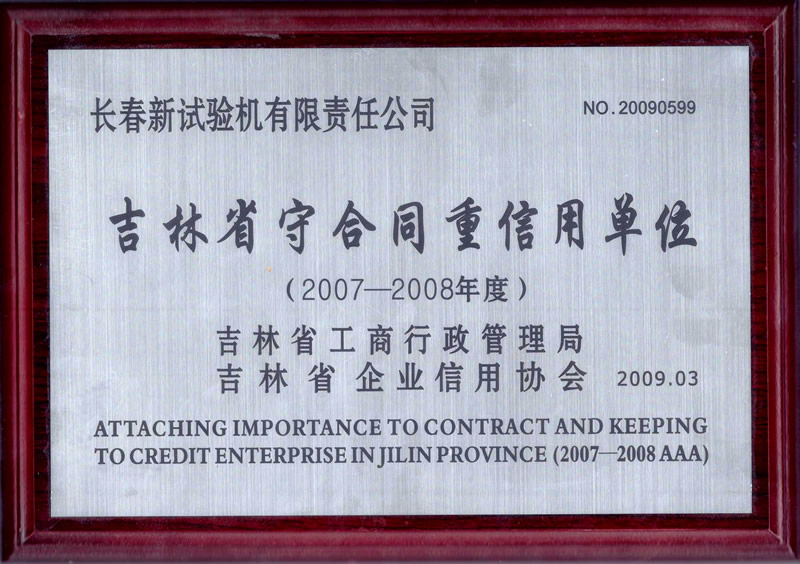 长春新试验机有限责任公司 NO.20090599
吉林省守合同重信用单位
（2007—2008年度）
吉林省工商行政管理局
吉林省企业信用协会 2009.03
ATTACHING IMPORTANCE TO CONTRACT AND KEEPING
TO CREDIT ENTERPRISE IN JILIN PROVINCE (2007—2008 AAA)